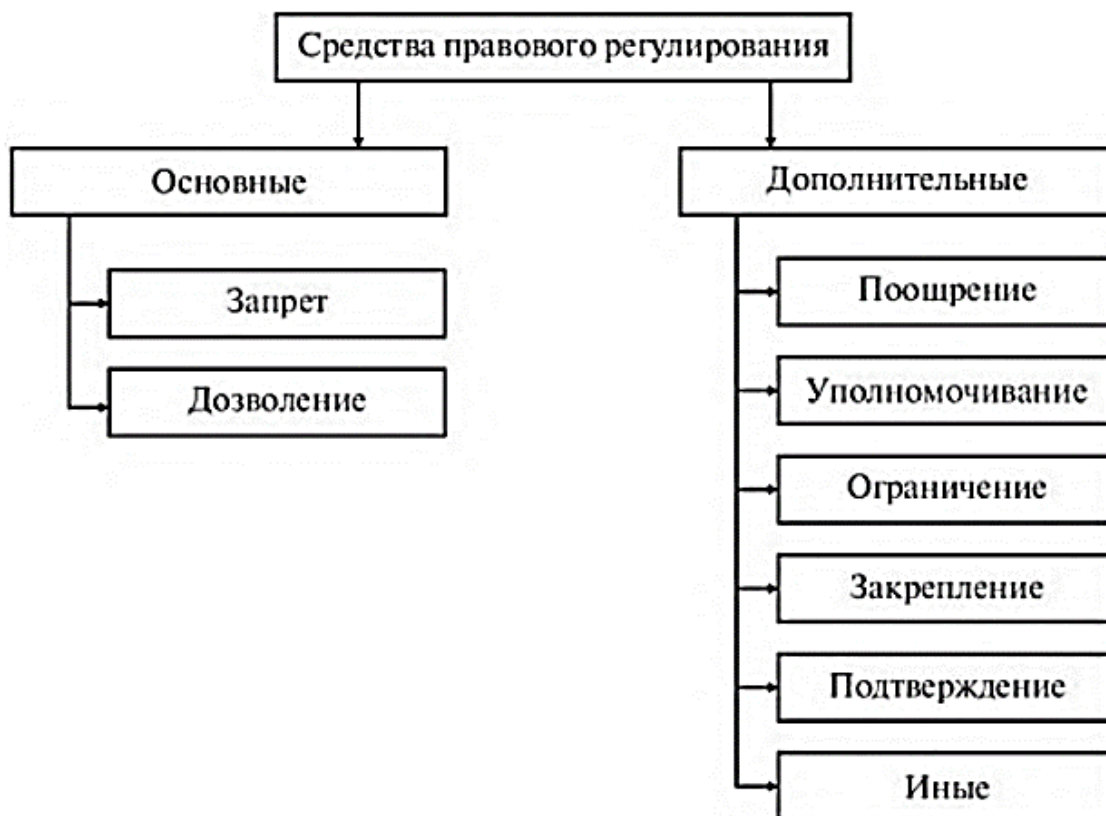 Средства правового регулирования
Основные
Запрет
Дозволение
Дополнительные
Поощрение
Уполномочивание
Ограничение
Закрепление
Подтверждение
Иные